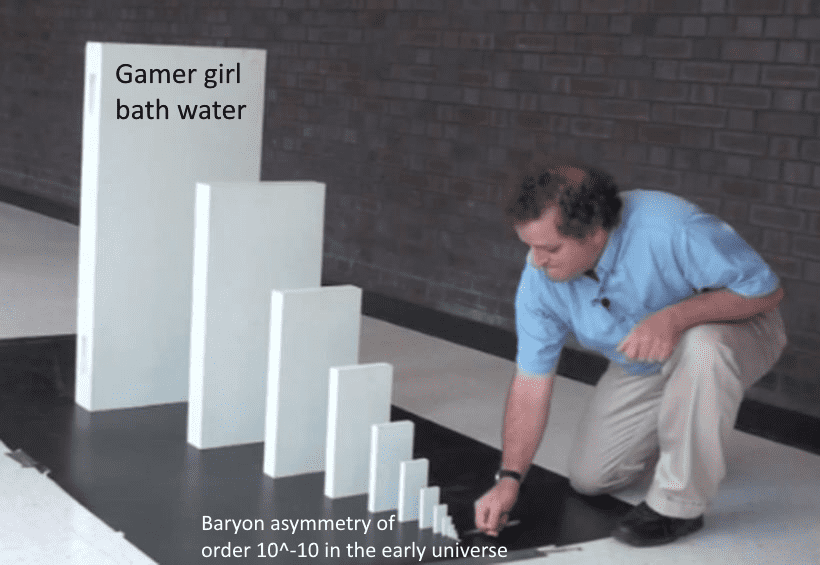 Gamer girl
bath water
Baryon asymmetry of
order 10^-10 in the early universe